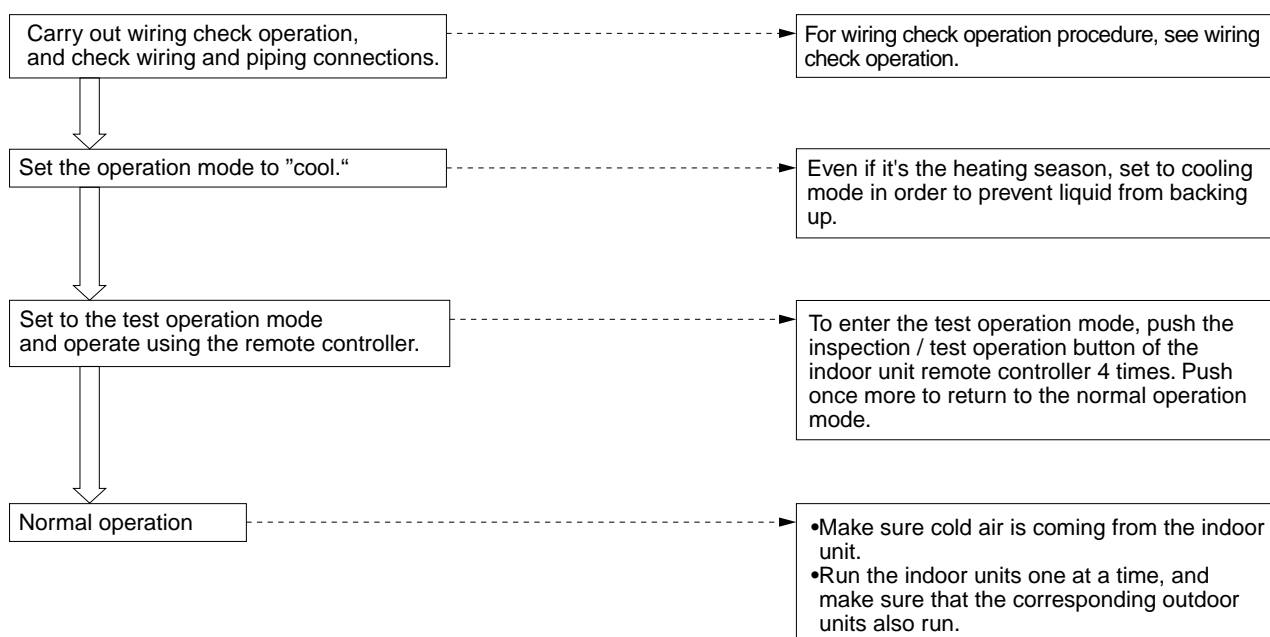 Carry out wiring check operation,
and check wiring and piping connections.
For wiring check operation procedure, see wiring
check operation.
Set the operation mode to ”cool.“
Even if it's the heating season, set to cooling
mode in order to prevent liquid from backing
up.
Set to the test operation mode
and operate using the remote controller.
To enter the test operation mode, push the
inspection / test operation button of the
indoor unit remote controller 4 times. Push
once more to return to the normal operation
mode.
Normal operation
•Make sure cold air is coming from the indoor
unit.
•Run the indoor units one at a time, and
make sure that the corresponding outdoor
units also run.